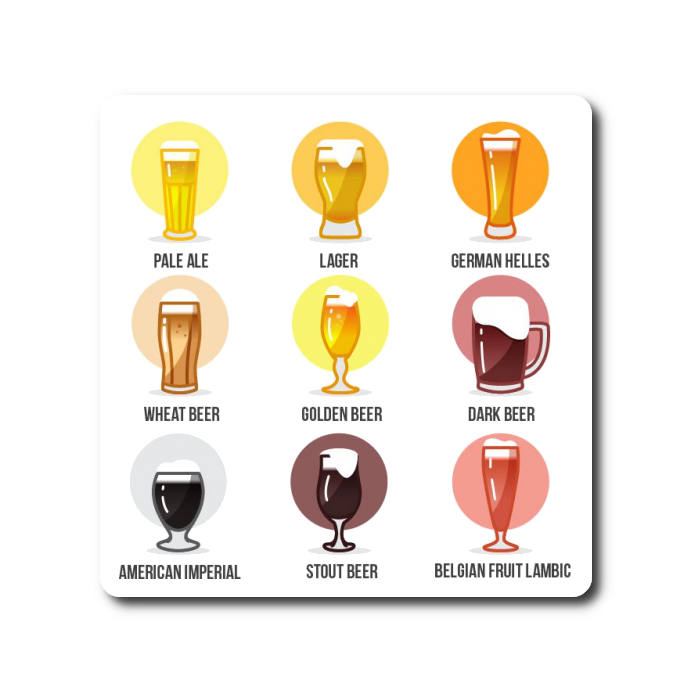 PALE ALE
LAGER
GERMAN HELLES
WHEAT BEER
GOLDEN BEER
DARK BEER
AMERICAN IMPERIAL
STOUT BEER
BELGIAN FRUIT LAMBIC